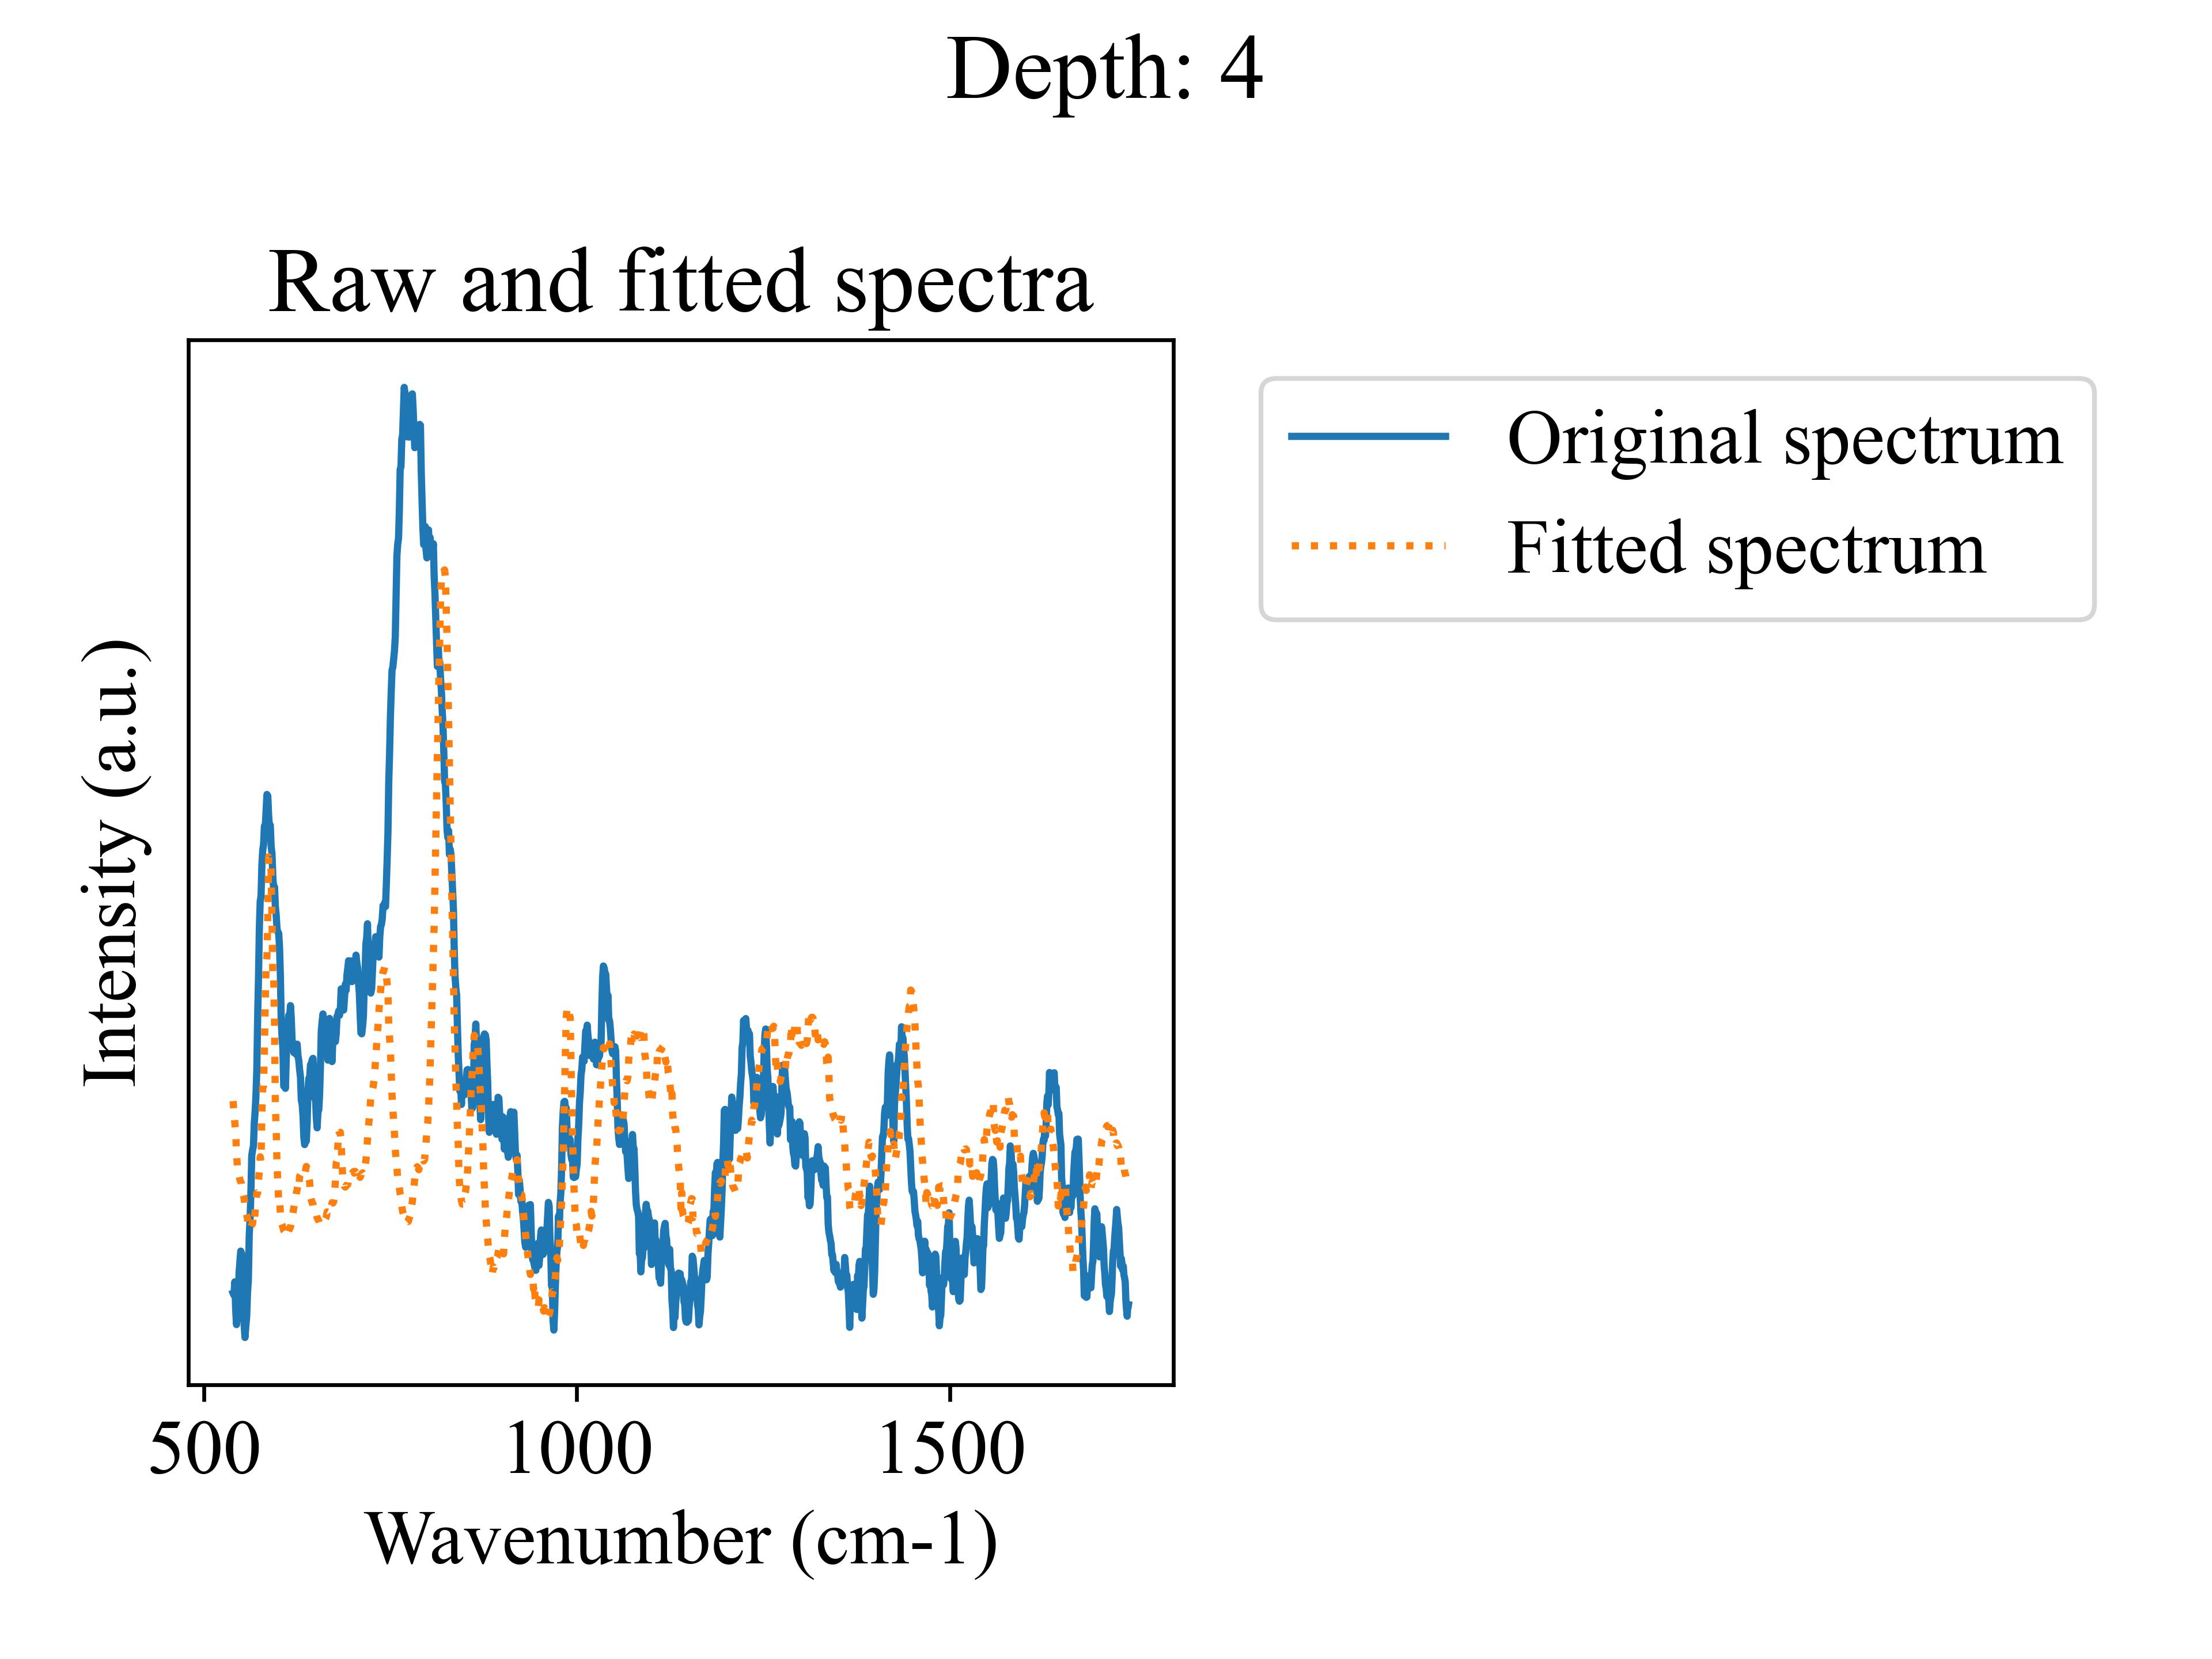 Depth: 4
Raw and fitted spectra
Original spectrum
Fitted spectrum
Intensity (a.u.)
500 1000 1500
Wavenumber (cm-1)